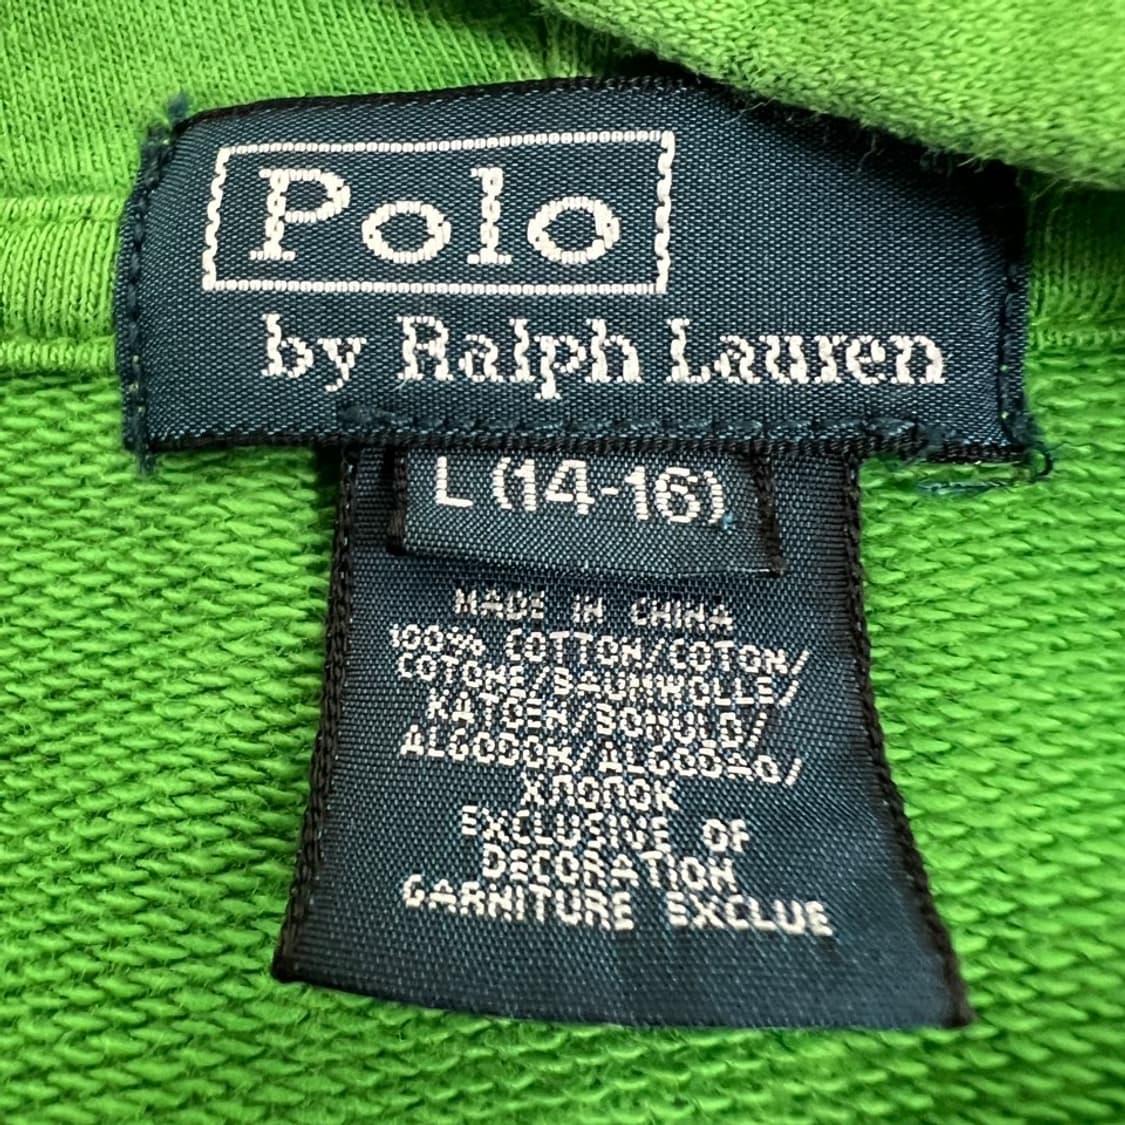 Polo
by Ralph Lauren
L (14-16)
MADE IN CHINA
100% COTTON/COTON/
COTONE/BAUMWOLLE/
KATOEN/BOMULD/
ALGODON/ALGODÃO/
ХЛОПОК
EXCLUSIVE OF
DECORATION
GARNITURE EXCLUE